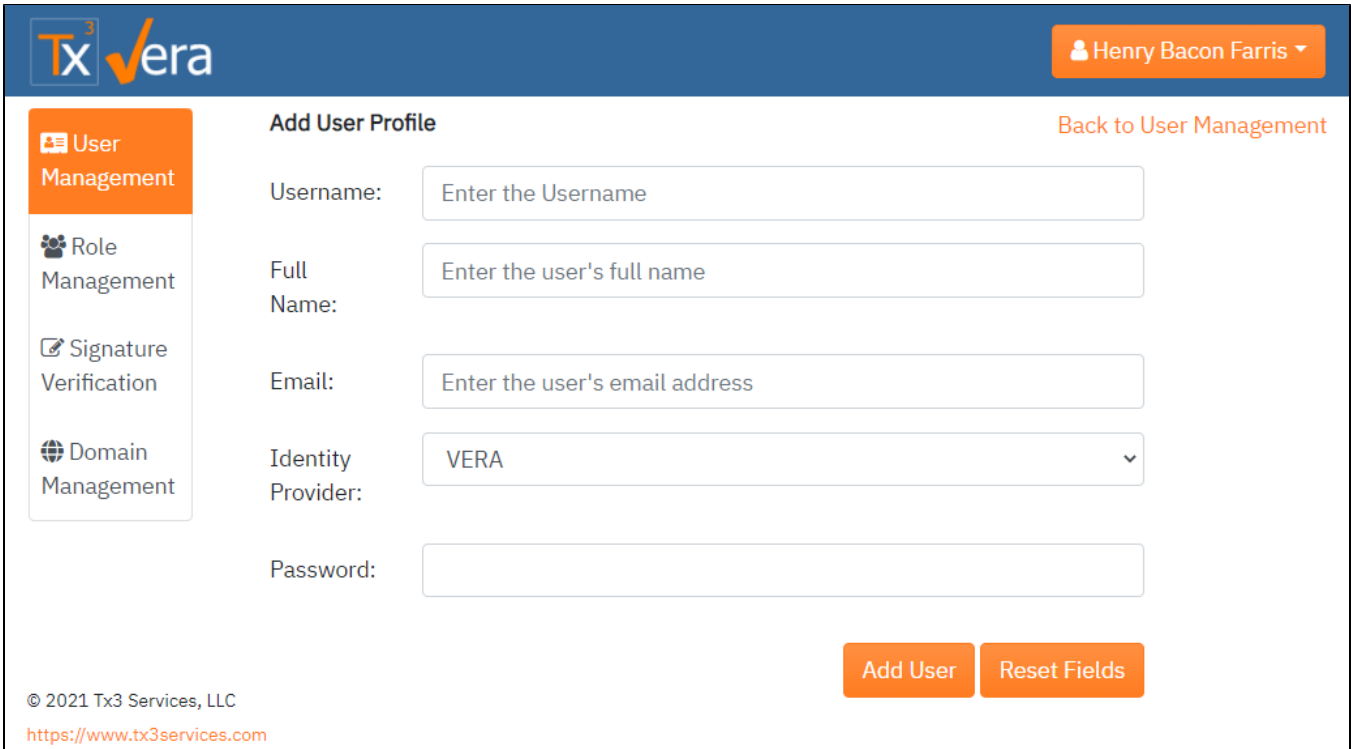 Tx3 Vera
Henry Bacon Farris
User
Management
Role
Management
Signature
Verification
Domain
Management
Add User Profile
Back to User Management
Username:
Enter the Username
Full
Name:
Enter the user's full name
Email:
Enter the user's email address
Identity
Provider:
VERA
Password:
Add User
Reset Fields
© 2021 Tx3 Services, LLC
https://www.tx3services.com